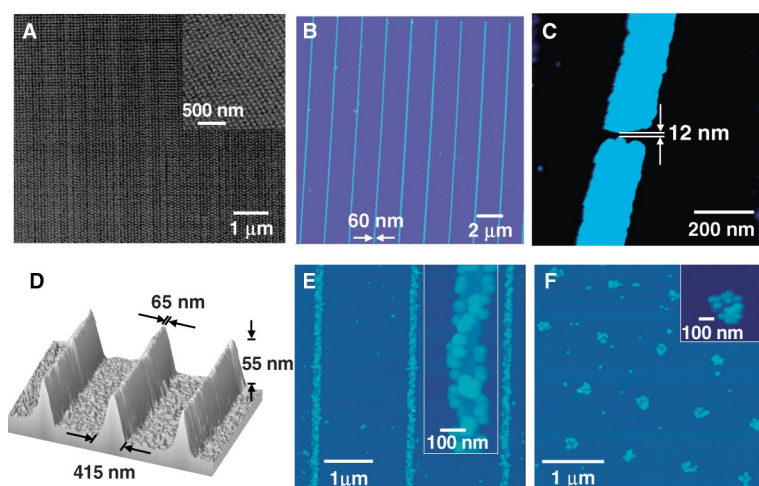 A
500 nm
1 μm
B
60 nm
2 μm
C
12 nm
200 nm
D
65 nm
55 nm
415 nm
E
100 nm
1μm
F
100 nm
1 μm